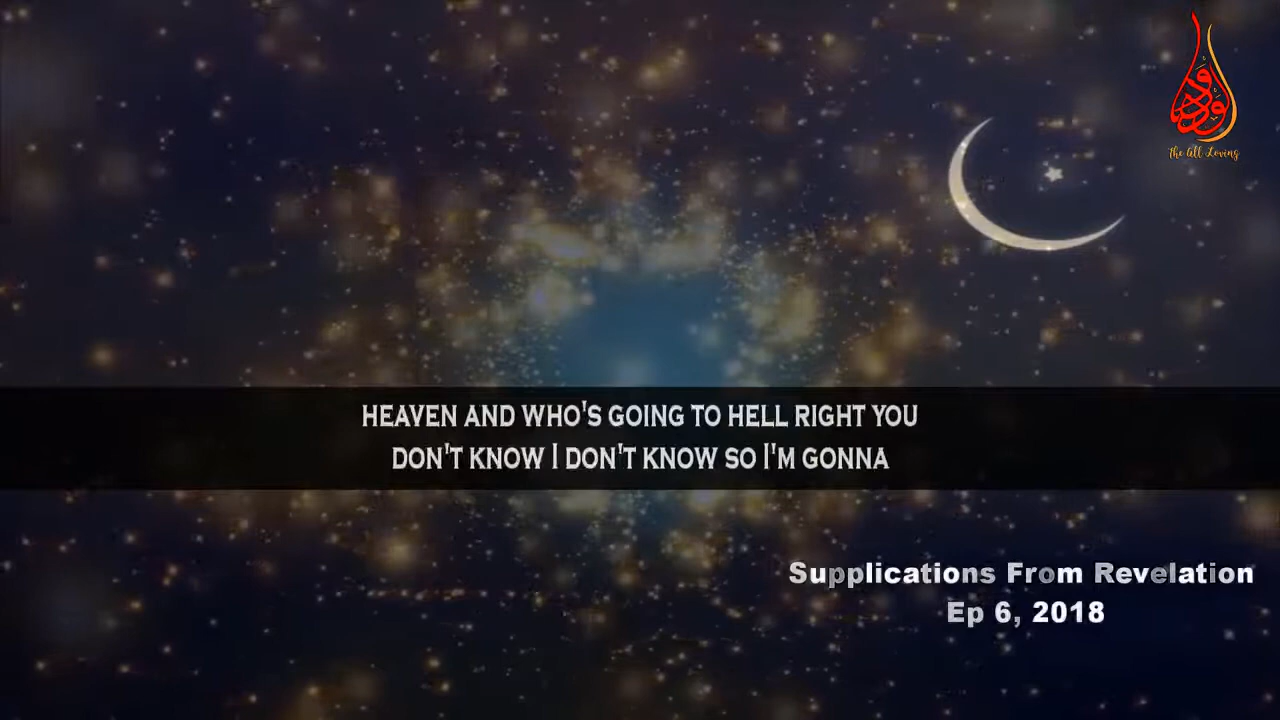 الودود
The All Loving
HEAVEN AND WHO'S GOING TO HELL RIGHT YOU
DON'T KNOW I DON'T KNOW SO I'M GONNA
Supplications From Revelation
Ep 6, 2018